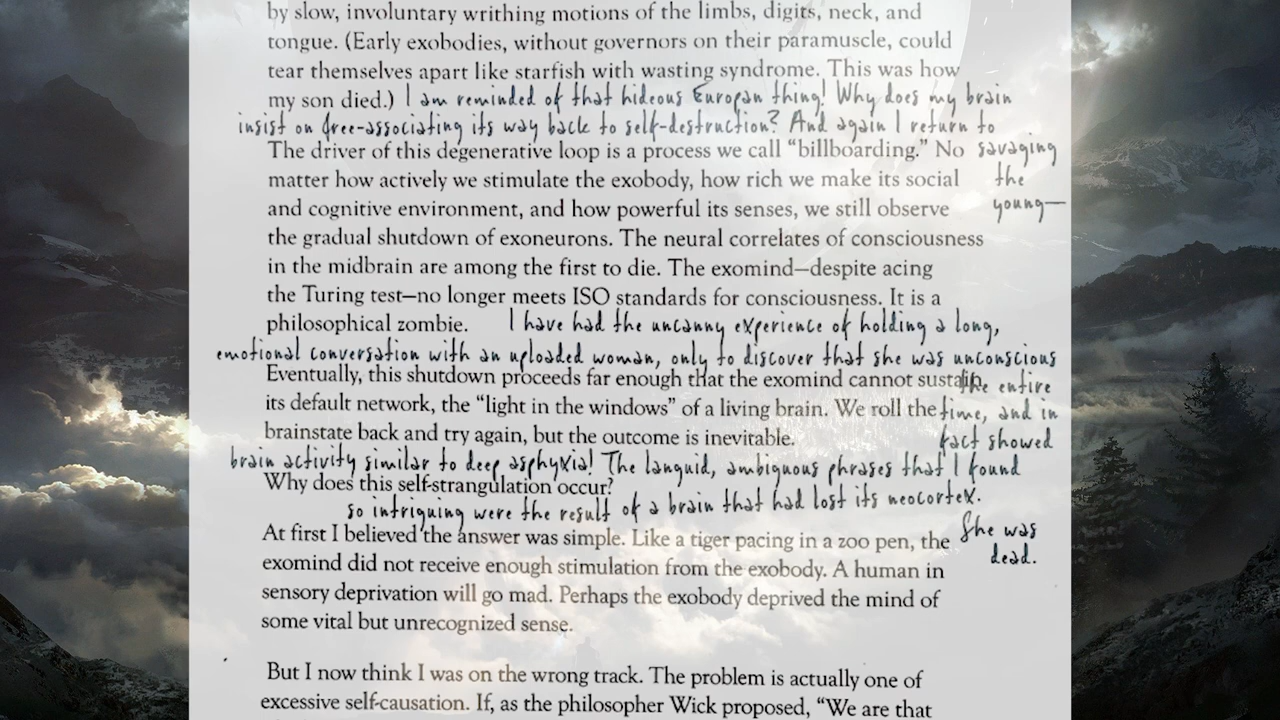 by slow, involuntary writhing motions of the limbs, digits, neck, and
tongue. (Early exobodies, without governors on their paramuscle, could
tear themselves apart like starfish with wasting syndrome. This was how
my son died.) I am reminded of that hideous Europan thing! Why does my brain
insist on free-associating its way back to self-destruction? And again I return to
savaging
the
young—
The driver of this degenerative loop is a process we call “billboarding.” No
matter how actively we stimulate the exobody, how rich we make its social
and cognitive environment, and how powerful its senses, we still observe
the gradual shutdown of exoneurons. The neural correlates of consciousness
in the midbrain are among the first to die. The exomind—despite acing
the Turing test—no longer meets ISO standards for consciousness. It is a
philosophical zombie. I have had the uncanny experience of holding a long,
emotional conversation with an uploaded woman, only to discover that she was unconscious
the entire
time, and in
fact showed
brain activity similar to deep asphyxia! The languid, ambiguous phrases that I found
so intriguing were the result of a brain that had lost its neocortex.
She was
dead.
Eventually, this shutdown proceeds far enough that the exomind cannot sustain
its default network, the “light in the windows” of a living brain. We roll the
brainstate back and try again, but the outcome is inevitable.
Why does this self-strangulation occur?
At first I believed the answer was simple. Like a tiger pacing in a zoo pen, the
exomind did not receive enough stimulation from the exobody. A human in
sensory deprivation will go mad. Perhaps the exobody deprived the mind of
some vital but unrecognized sense.
But I now think I was on the wrong track. The problem is actually one of
excessive self-causation. If, as the philosopher Wick proposed, “We are that